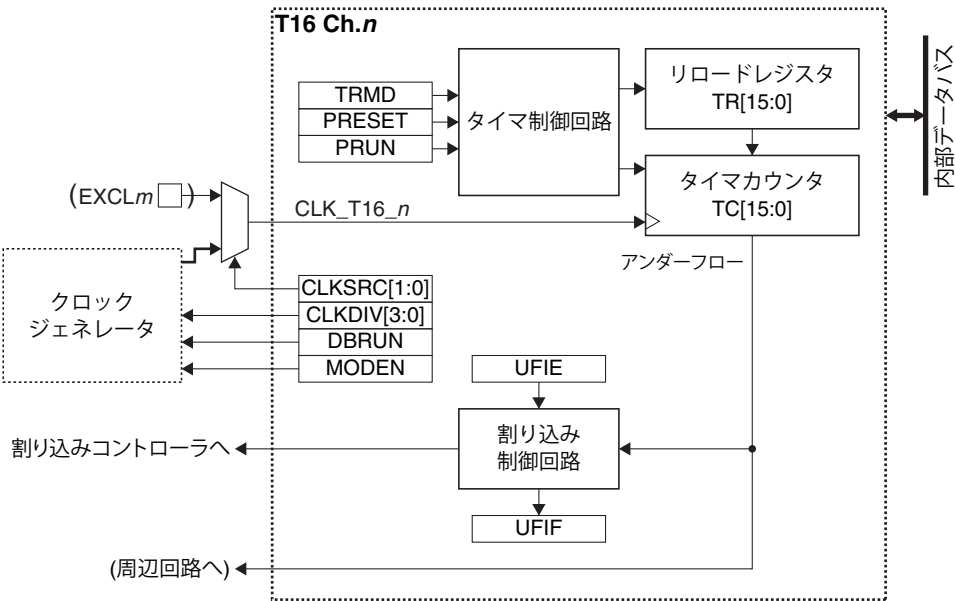 T16 Ch.n
TRMD
PRESET
PRUN
タイマ制御回路
リロードレジスタ
TR[15:0]
タイマカウンタ
TC[15:0]
内部データバス
(EXCLm )
CLK_T16_n
アンダーフロー
クロック
ジェネレータ
CLKSRC[1:0]
CLKDIV[3:0]
DBRUN
MODEN
UFIE
割り込み
制御回路
UFIF
割り込みコントローラへ
(周辺回路へ)